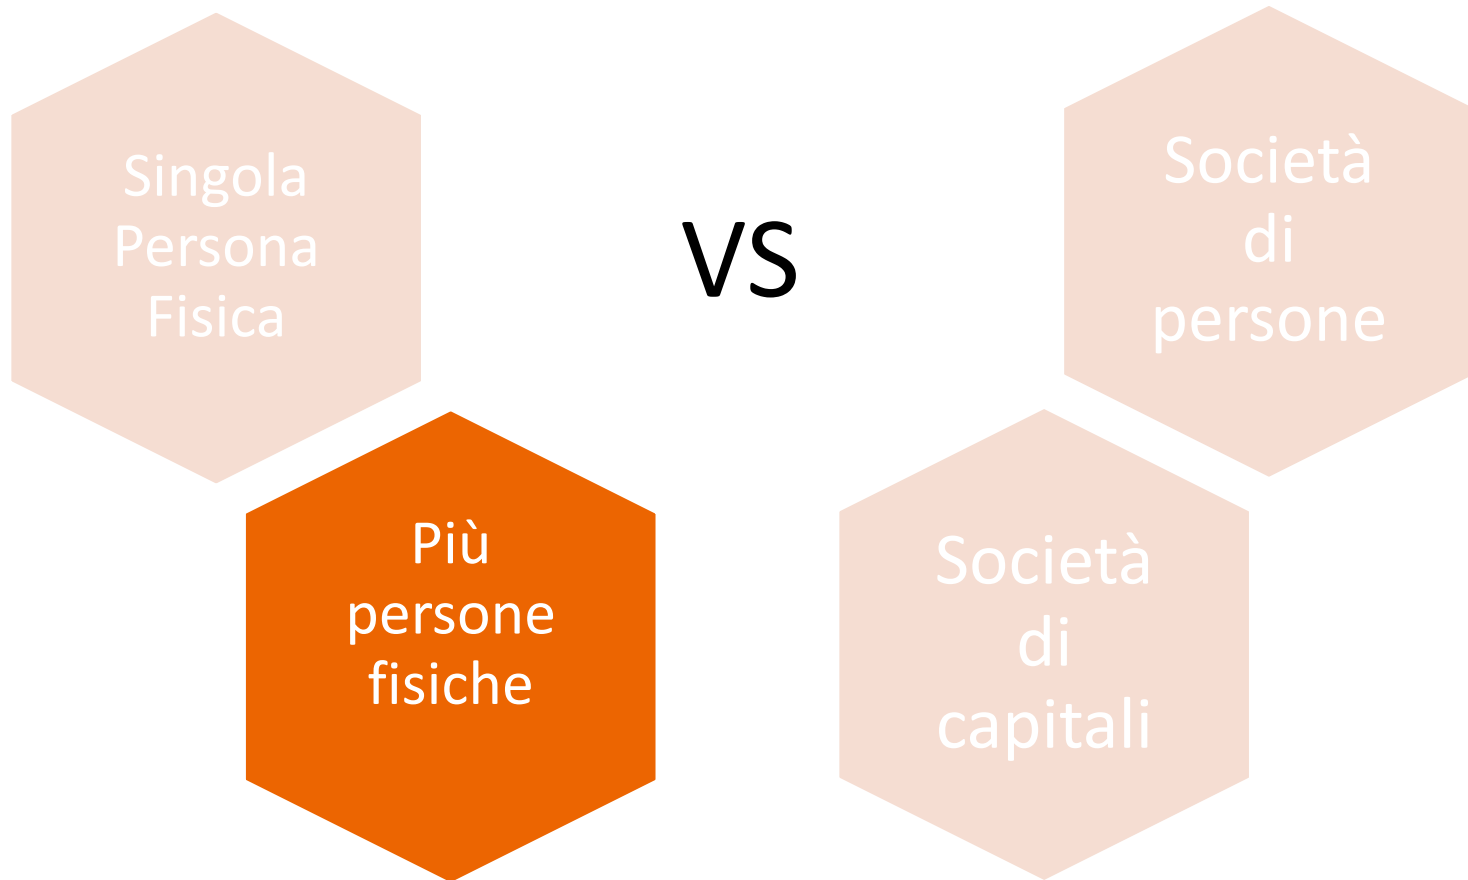 Singola
Persona
Fisica
VS
Società
di
persone
Più
persone
fisiche
Società
di
capitali